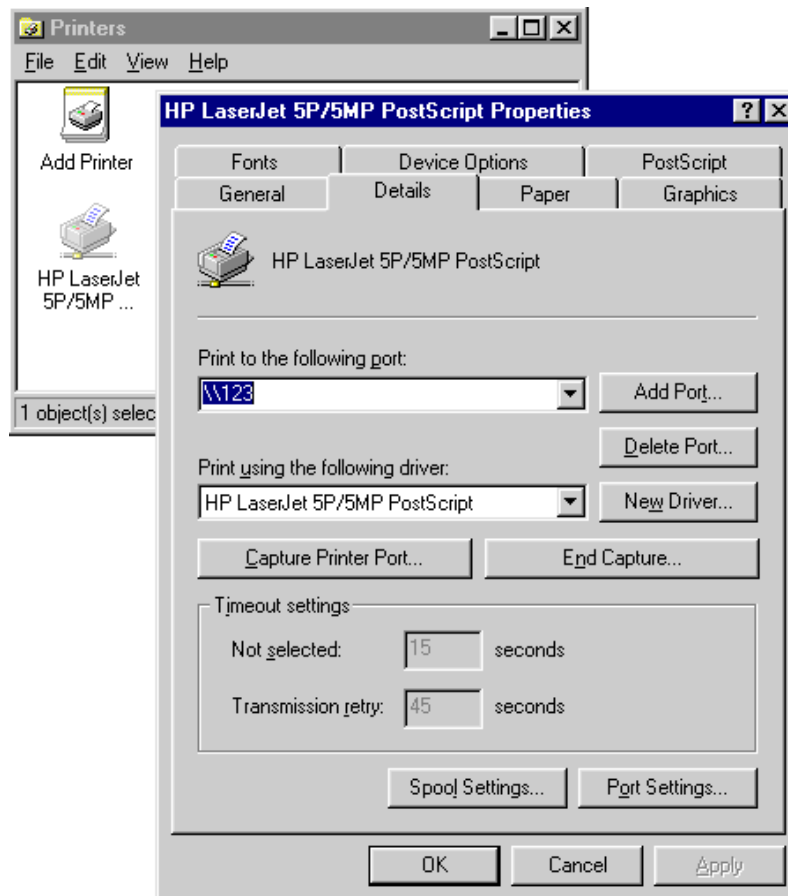 Printers
File Edit View Help
Add Printer
HP LaserJet
5P/5MP ...
1 object(s) selec
HP LaserJet 5P/5MP PostScript Properties
Fonts Device Options PostScript
General Details Paper Graphics
HP LaserJet 5P/5MP PostScript
Print to the following port:
\\123
Add Port...
Delete Port...
Print using the following driver:
HP LaserJet 5P/5MP PostScript
New Driver...
Capture Printer Port... End Capture...
Timeout settings
Not selected: 15 seconds
Transmission retry: 45 seconds
Spool Settings... Port Settings...
OK Cancel Apply